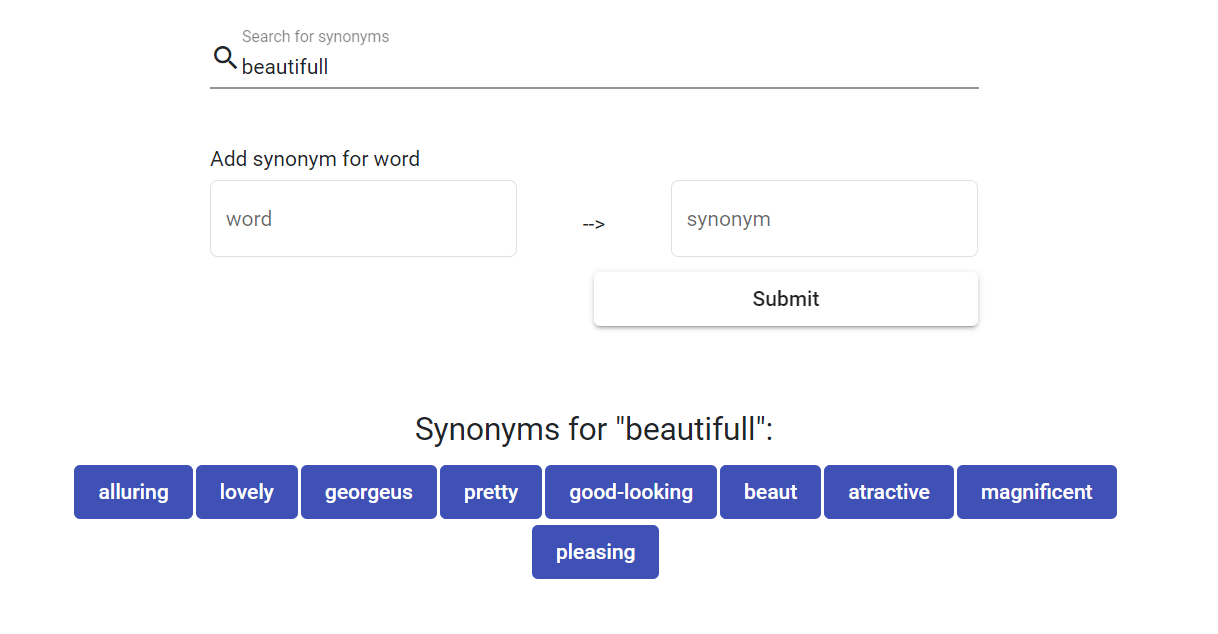 Search for synonyms
beautifull
Add synonym for word
word --> synonym
Submit
Synonyms for "beautifull":
alluring lovely georgeus pretty good-looking beaut atractive magnificent
pleasing